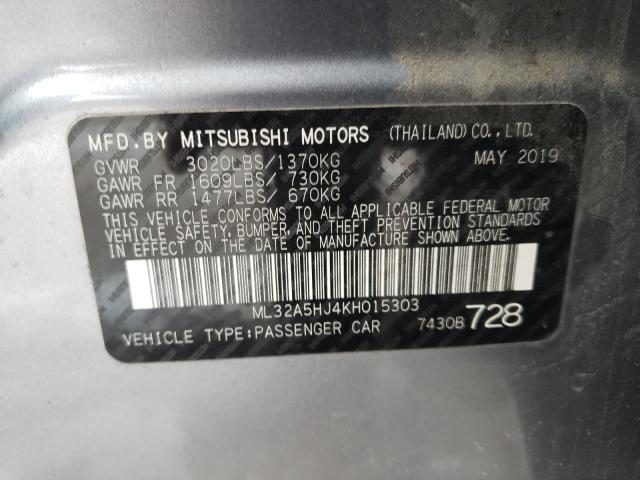 MFD.BY MITSUBISHI MOTORS (THAILAND)CO.,LTD.
GVWR 3020LBS/1370KG MAY 2019
GAWR FR 1609LBS/ 730KG
GAWR RR 1477LBS/ 670KG
THIS VEHICLE CONFORMS TO ALL APPLICABLE FEDERAL MOTOR
VEHICLE SAFETY, BUMPER, AND THEFT PREVENTION STANDARDS
IN EFFECT ON THE DATE OF MANUFACTURE SHOWN ABOVE.
ML32A5HJ4KH015303
VEHICLE TYPE:PASSENGER CAR 7430B 728